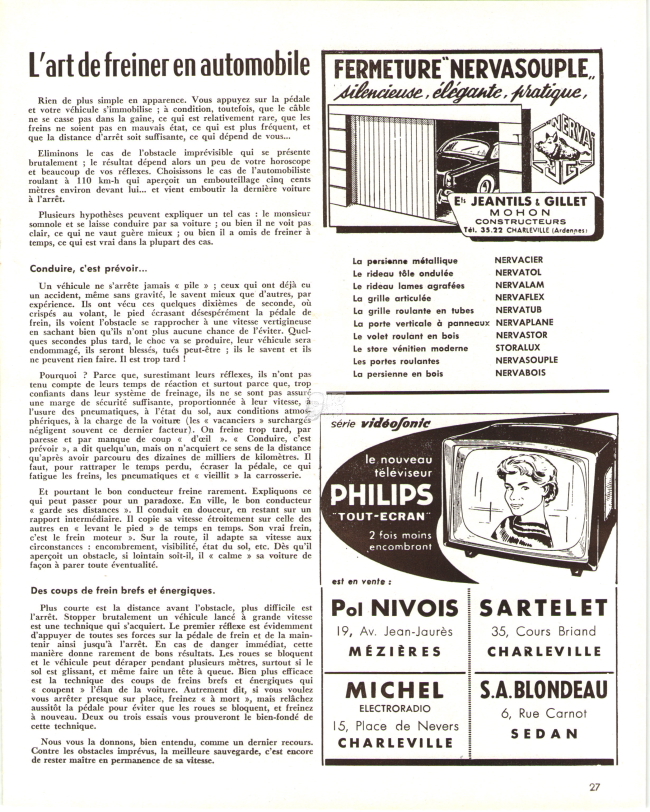 L'art de freiner en automobile
Rien de plus simple en apparence. Vous appuyez sur la pédale
et votre véhicule s'immobilise ; à condition, toutefois, que le câble
ne se casse pas dans la gaine, ce qui est relativement rare, que les
freins ne soient pas en mauvais état, ce qui est plus fréquent, et
que la distance d'arrêt soit suffisante, ce qui dépend de vous...
Eliminons le cas de l'obstacle imprévisible qui se présente
brutalement ; le résultat dépend alors un peu de votre horoscope
et beaucoup de vos réflexes. Choisissons le cas de l'automobiliste
roulant à 110 km-h qui aperçoit un embouteillage cinq cents
mètres environ devant lui... et vient emboutir la dernière voiture
à l'arrêt.
Plusieurs hypothèses peuvent expliquer un tel cas : le monsieur
somnole et se laisse conduire par sa voiture ; ou bien il ne voit pas
clair, ce qui ne vaut guère mieux ; ou bien il a omis de freiner à
temps, ce qui est vrai dans la plupart des cas.
Conduire, c'est prévoir...
Un véhicule ne s'arrête jamais « pile » ; ceux qui ont déjà eu
un accident, même sans gravité, le savent mieux que d'autres, par
expérience. Ils ont vécu ces quelques dixièmes de seconde, où
crispés au volant, le pied écrasant désespérément la pédale de
frein, ils voient l'obstacle se rapprocher à une vitesse vertigineuse
en sachant bien qu'ils n'ont plus aucune chance de l'éviter. Quel-
ques secondes plus tard, le choc va se produire, leur véhicule sera
endommagé, ils seront blessés, tués peut-être ; ils le savent et ils
ne peuvent rien faire. Il est trop tard !
Pourquoi ? Parce que, surestimant leurs réflexes, ils n'ont pas
tenu compte de leurs temps de réaction et surtout parce que, trop
confiants dans leur système de freinage, ils ne se sont pas assuré
une marge de sécurité suffisante, proportionnée à leur vitesse, à
l'usure des pneumatiques, à l'état du sol, aux conditions atmos-
phériques, à la charge de la voiture (les « vacanciers » surchargés
négligent souvent ce dernier facteur). On freine trop tard, par
paresse et par manque de coup « d'œil ». « Conduire, c'est
prévoir », a dit quelqu'un, mais on n'acquiert ce sens de la distance
qu'après avoir parcouru des dizaines de milliers de kilomètres. Il
faut, pour rattraper le temps perdu, écraser la pédale, ce qui
fatigue les freins, les pneumatiques et « vieillit » la carrosserie.
Et pourtant le bon conducteur freine rarement. Expliquons ce
qui peut passer pour un paradoxe. En ville, le bon conducteur
« garde ses distances ». Il conduit en douceur, en restant sur un
rapport intermédiaire. Il copie sa vitesse étroitement sur celle des
autres en « levant le pied » de temps en temps. Son vrai frein,
c'est le frein moteur ». Sur la route, il adapte sa vitesse aux
circonstances : encombrement, visibilité, état du sol, etc. Dès qu'il
aperçoit un obstacle, si lointain soit-il, il « calme » sa voiture de
façon à parer toute éventualité.
Des coups de frein brefs et énergiques.
Plus courte est la distance avant l'obstacle, plus difficile est
l'arrêt. Stopper brutalement un véhicule lancé à grande vitesse
est une technique qui s'acquiert. Le premier réflexe est évidemment
d'appuyer de toutes ses forces sur la pédale de frein et de la main-
tenir ainsi jusqu'à l'arrêt. En cas de danger immédiat, cette
manière donne rarement de bons résultats. Les roues se bloquent
et le véhicule peut déraper pendant plusieurs mètres, surtout si le
sol est glissant, et même faire un tête à queue. Bien plus efficace
est la technique des coups de freins brefs et énergiques qui
« coupent » l'élan de la voiture. Autrement dit, si vous voulez
vous arrêter presque sur place, freinez « à mort », mais relâchez
aussitôt la pédale pour éviter que les roues se bloquent, et freinez
à nouveau. Deux ou trois essais vous prouveront le bien-fondé de
cette technique.
Nous vous la donnons, bien entendu, comme un dernier recours.
Contre les obstacles imprévus, la meilleure sauvegarde, c'est encore
de rester maître en permanence de sa vitesse.
FERMETURE "NERVASOUPLE"
silencieuse, élégante, pratique,
NERVA
JG
Ets JEANTILS & GILLET
MOHON
CONSTRUCTEURS
Tél. 35.22 CHARLEVILLE (Ardennes)
La persienne métallique NERVACIER
Le rideau tôle ondulée NERVATOL
Le rideau lames agrafées NERVALAM
La grille articulée NERVAFLEX
La grille roulante en tubes NERVATUB
La porte verticale à panneaux NERVAPLANE
Le volet roulant en bois NERVASTOR
Le store vénitien moderne STORALUX
Les portes roulantes NERVASOUPLE
La persienne en bois NERVABOIS
série vidéosonic
le nouveau
téléviseur
PHILIPS
"TOUT-ECRAN"
2 fois moins
encombrant
est en vente :
Pol NIVOIS
19, Av. Jean-Jaurès
MÉZIÈRES
SARTELET
35, Cours Briand
CHARLEVILLE
MICHEL
ELECTRORADIO
15, Place de Nevers
CHARLEVILLE
S.A. BLONDEAU
6, Rue Carnot
SEDAN
27